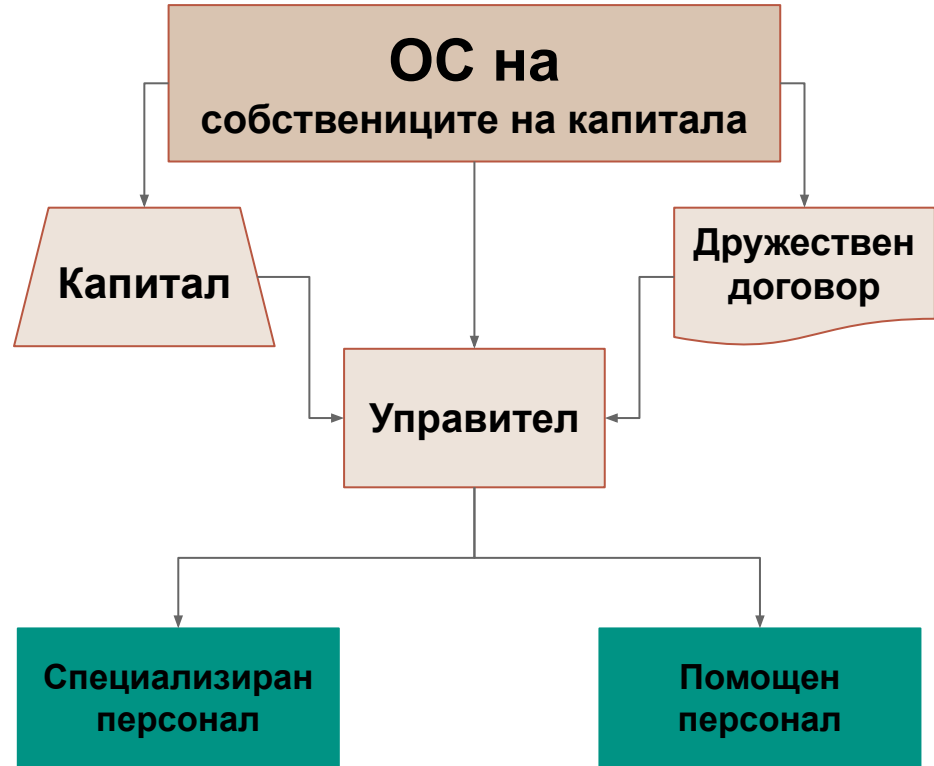 ОС на
собствениците на капитала
Капитал
Дружествен
договор
Управител
Специализиран
персонал
Помощен
персонал